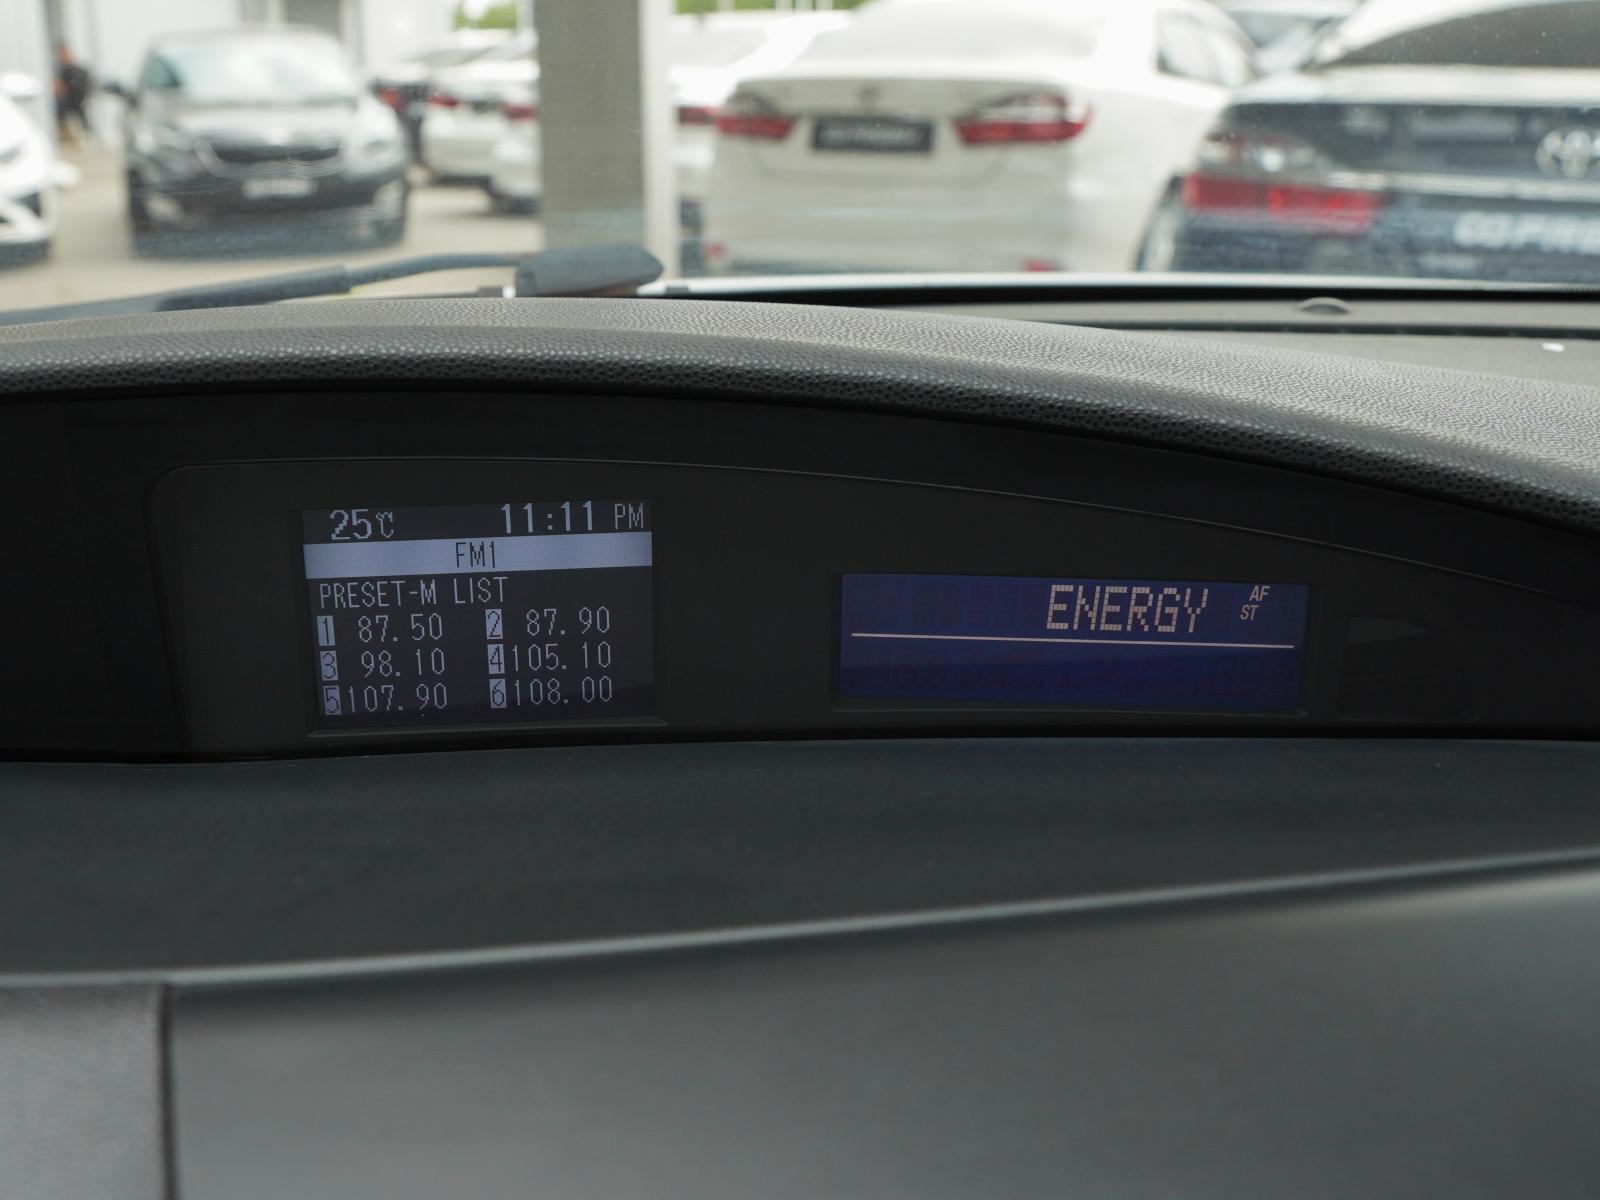 25℃ 11:11 PM
FM1
PRESET-M LIST
1 87.50 2 87.90
3 98.10 4 105.10
5 107.90 6 108.00
ENERGY AF
ST